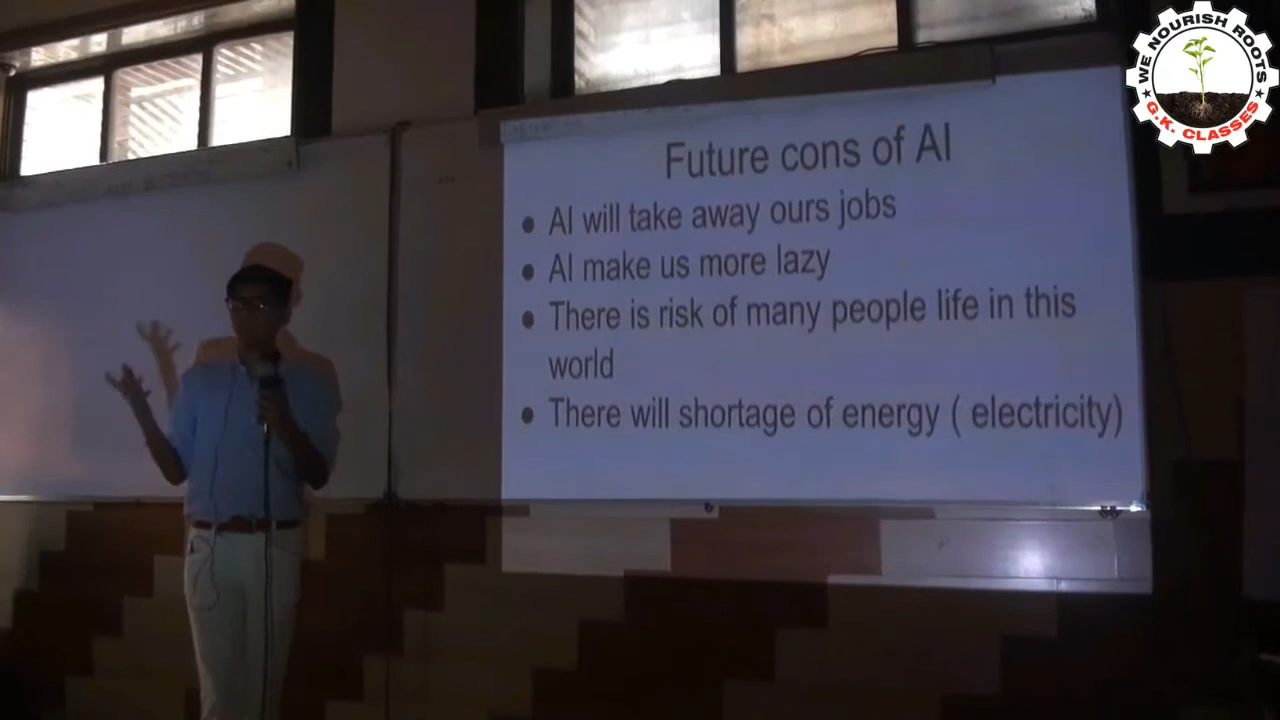 WE NOURISH ROOTS
G.K. CLASSES
Future cons of AI
AI will take away ours jobs
AI make us more lazy
There is risk of many people life in this
world
There will shortage of energy ( electricity)